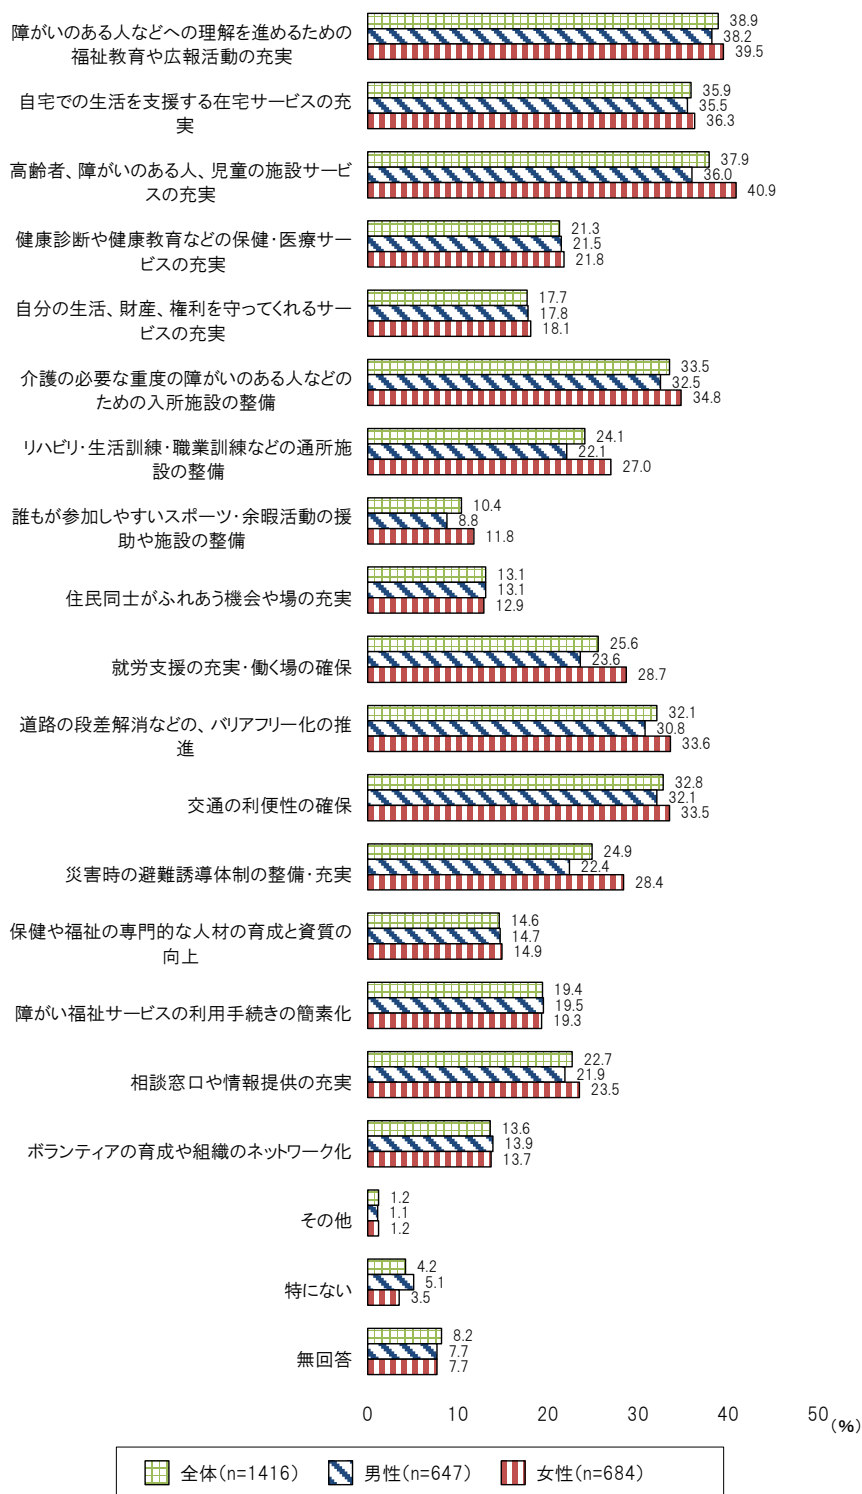 障がいのある人などへの理解を進めるための
福祉教育や広報活動の充実
38.9
38.2
39.5
自宅での生活を支援する在宅サービスの充
実
35.9
35.5
36.3
高齢者、障がいのある人、児童の施設サービ
スの充実
37.9
36.0
40.9
健康診断や健康教育などの保健・医療サー
ビスの充実
21.3
21.5
21.8
自分の生活、財産、権利を守ってくれるサー
ビスの充実
17.7
17.8
18.1
介護の必要な重度の障がいのある人などの
ための入所施設の整備
33.5
32.5
34.8
リハビリ・生活訓練・職業訓練などの通所施
設の整備
24.1
22.1
27.0
誰もが参加しやすいスポーツ・余暇活動の援
助や施設の整備
10.4
8.8
11.8
住民同士がふれあう機会や場の充実
13.1
13.1
12.9
就労支援の充実・働く場の確保
25.6
23.6
28.7
道路の段差解消などの、バリアフリー化の推
進
32.1
30.8
33.6
交通の利便性の確保
32.8
32.1
33.5
災害時の避難誘導体制の整備・充実
24.9
22.4
28.4
保健や福祉の専門的な人材の育成と資質の
向上
14.6
14.7
14.9
障がい福祉サービスの利用手続きの簡素化
19.4
19.5
19.3
相談窓口や情報提供の充実
22.7
21.9
23.5
ボランティアの育成や組織のネットワーク化
13.6
13.9
13.7
その他
1.2
1.1
1.2
特にない
4.2
5.1
3.5
無回答
8.2
7.7
7.7
0 10 20 30 40 50 (%)
全体(n=1416) 男性(n=647) 女性(n=684)